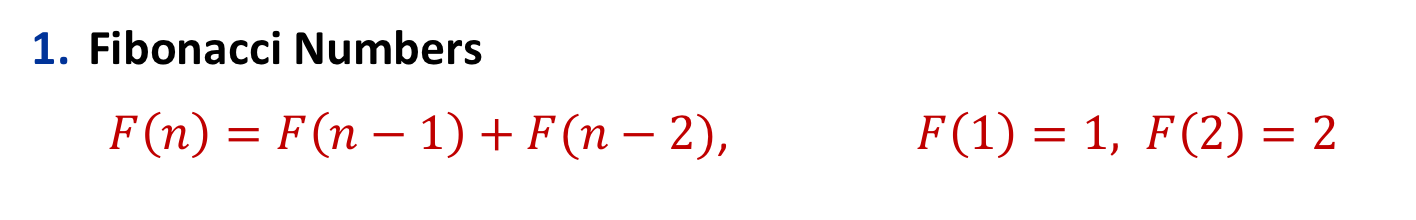 1. Fibonacci Numbers
F(n) = F(n − 1) + F(n − 2), F(1) = 1, F(2) = 2